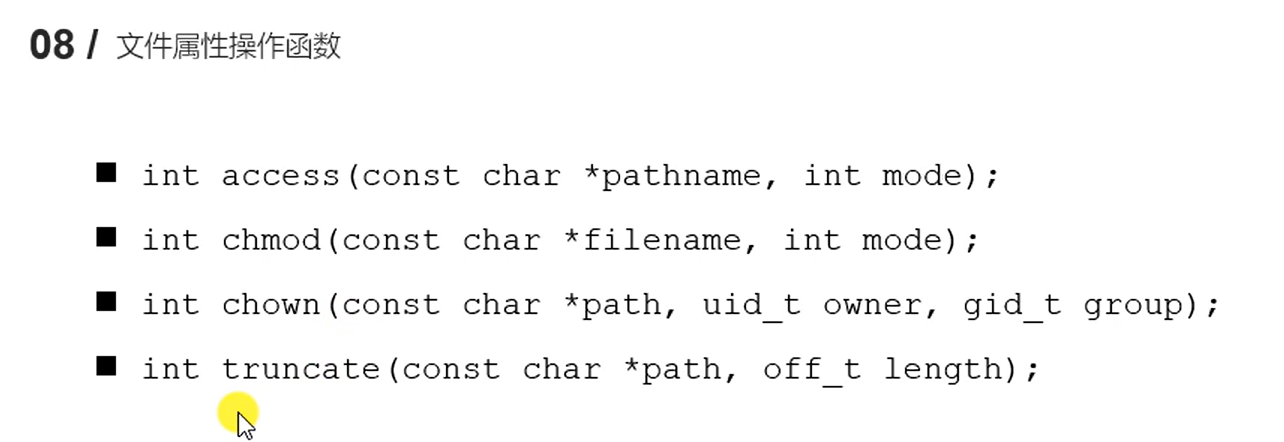 08 / 文件属性操作函数
int access(const char *pathname, int mode);
int chmod(const char *filename, int mode);
int chown(const char *path, uid_t owner, gid_t group);
int truncate(const char *path, off_t length);